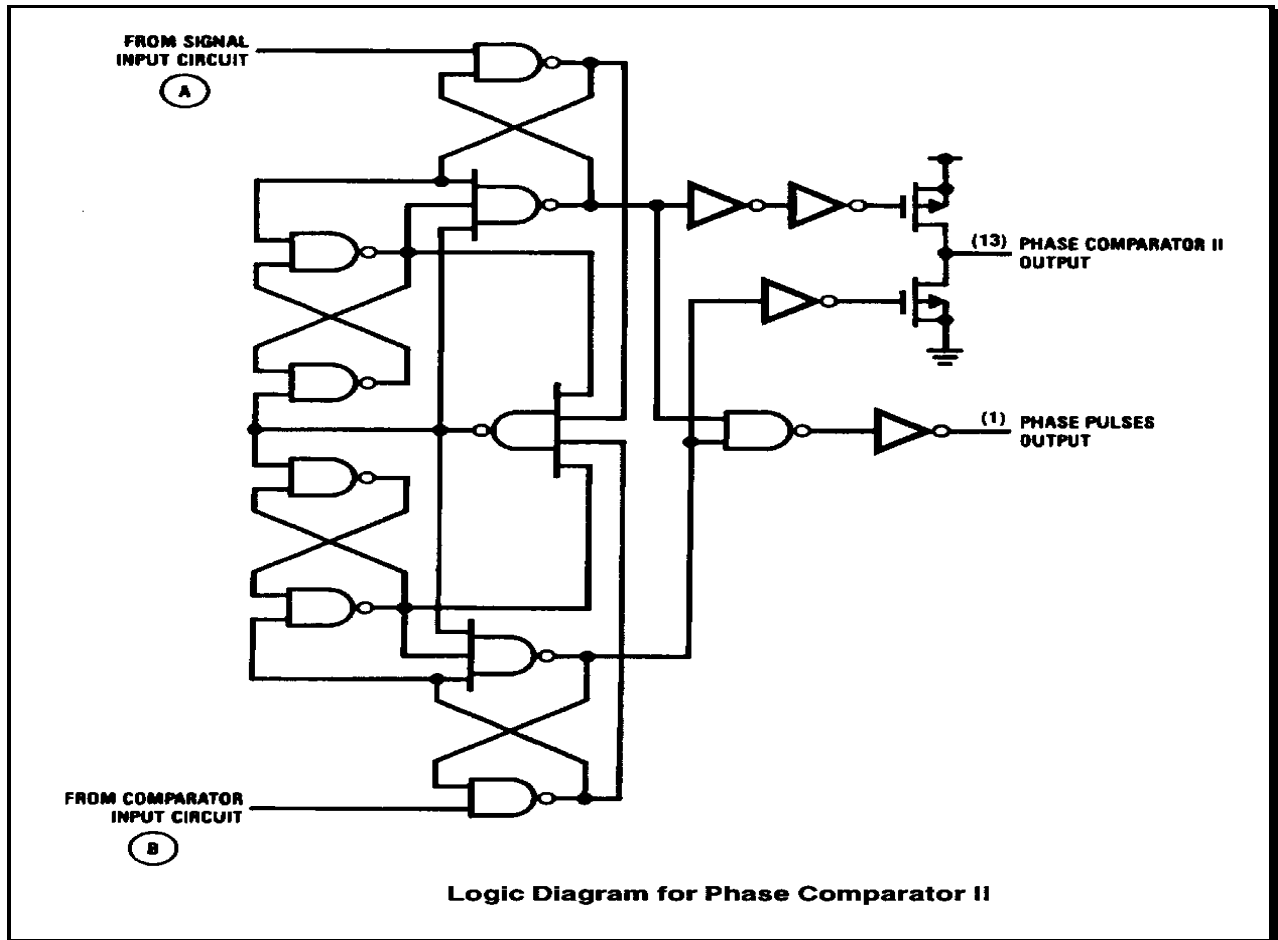 FROM SIGNAL
INPUT CIRCUIT
A
(13) PHASE COMPARATOR II
OUTPUT
(1) PHASE PULSES
OUTPUT
FROM COMPARATOR
INPUT CIRCUIT
B
Logic Diagram for Phase Comparator II